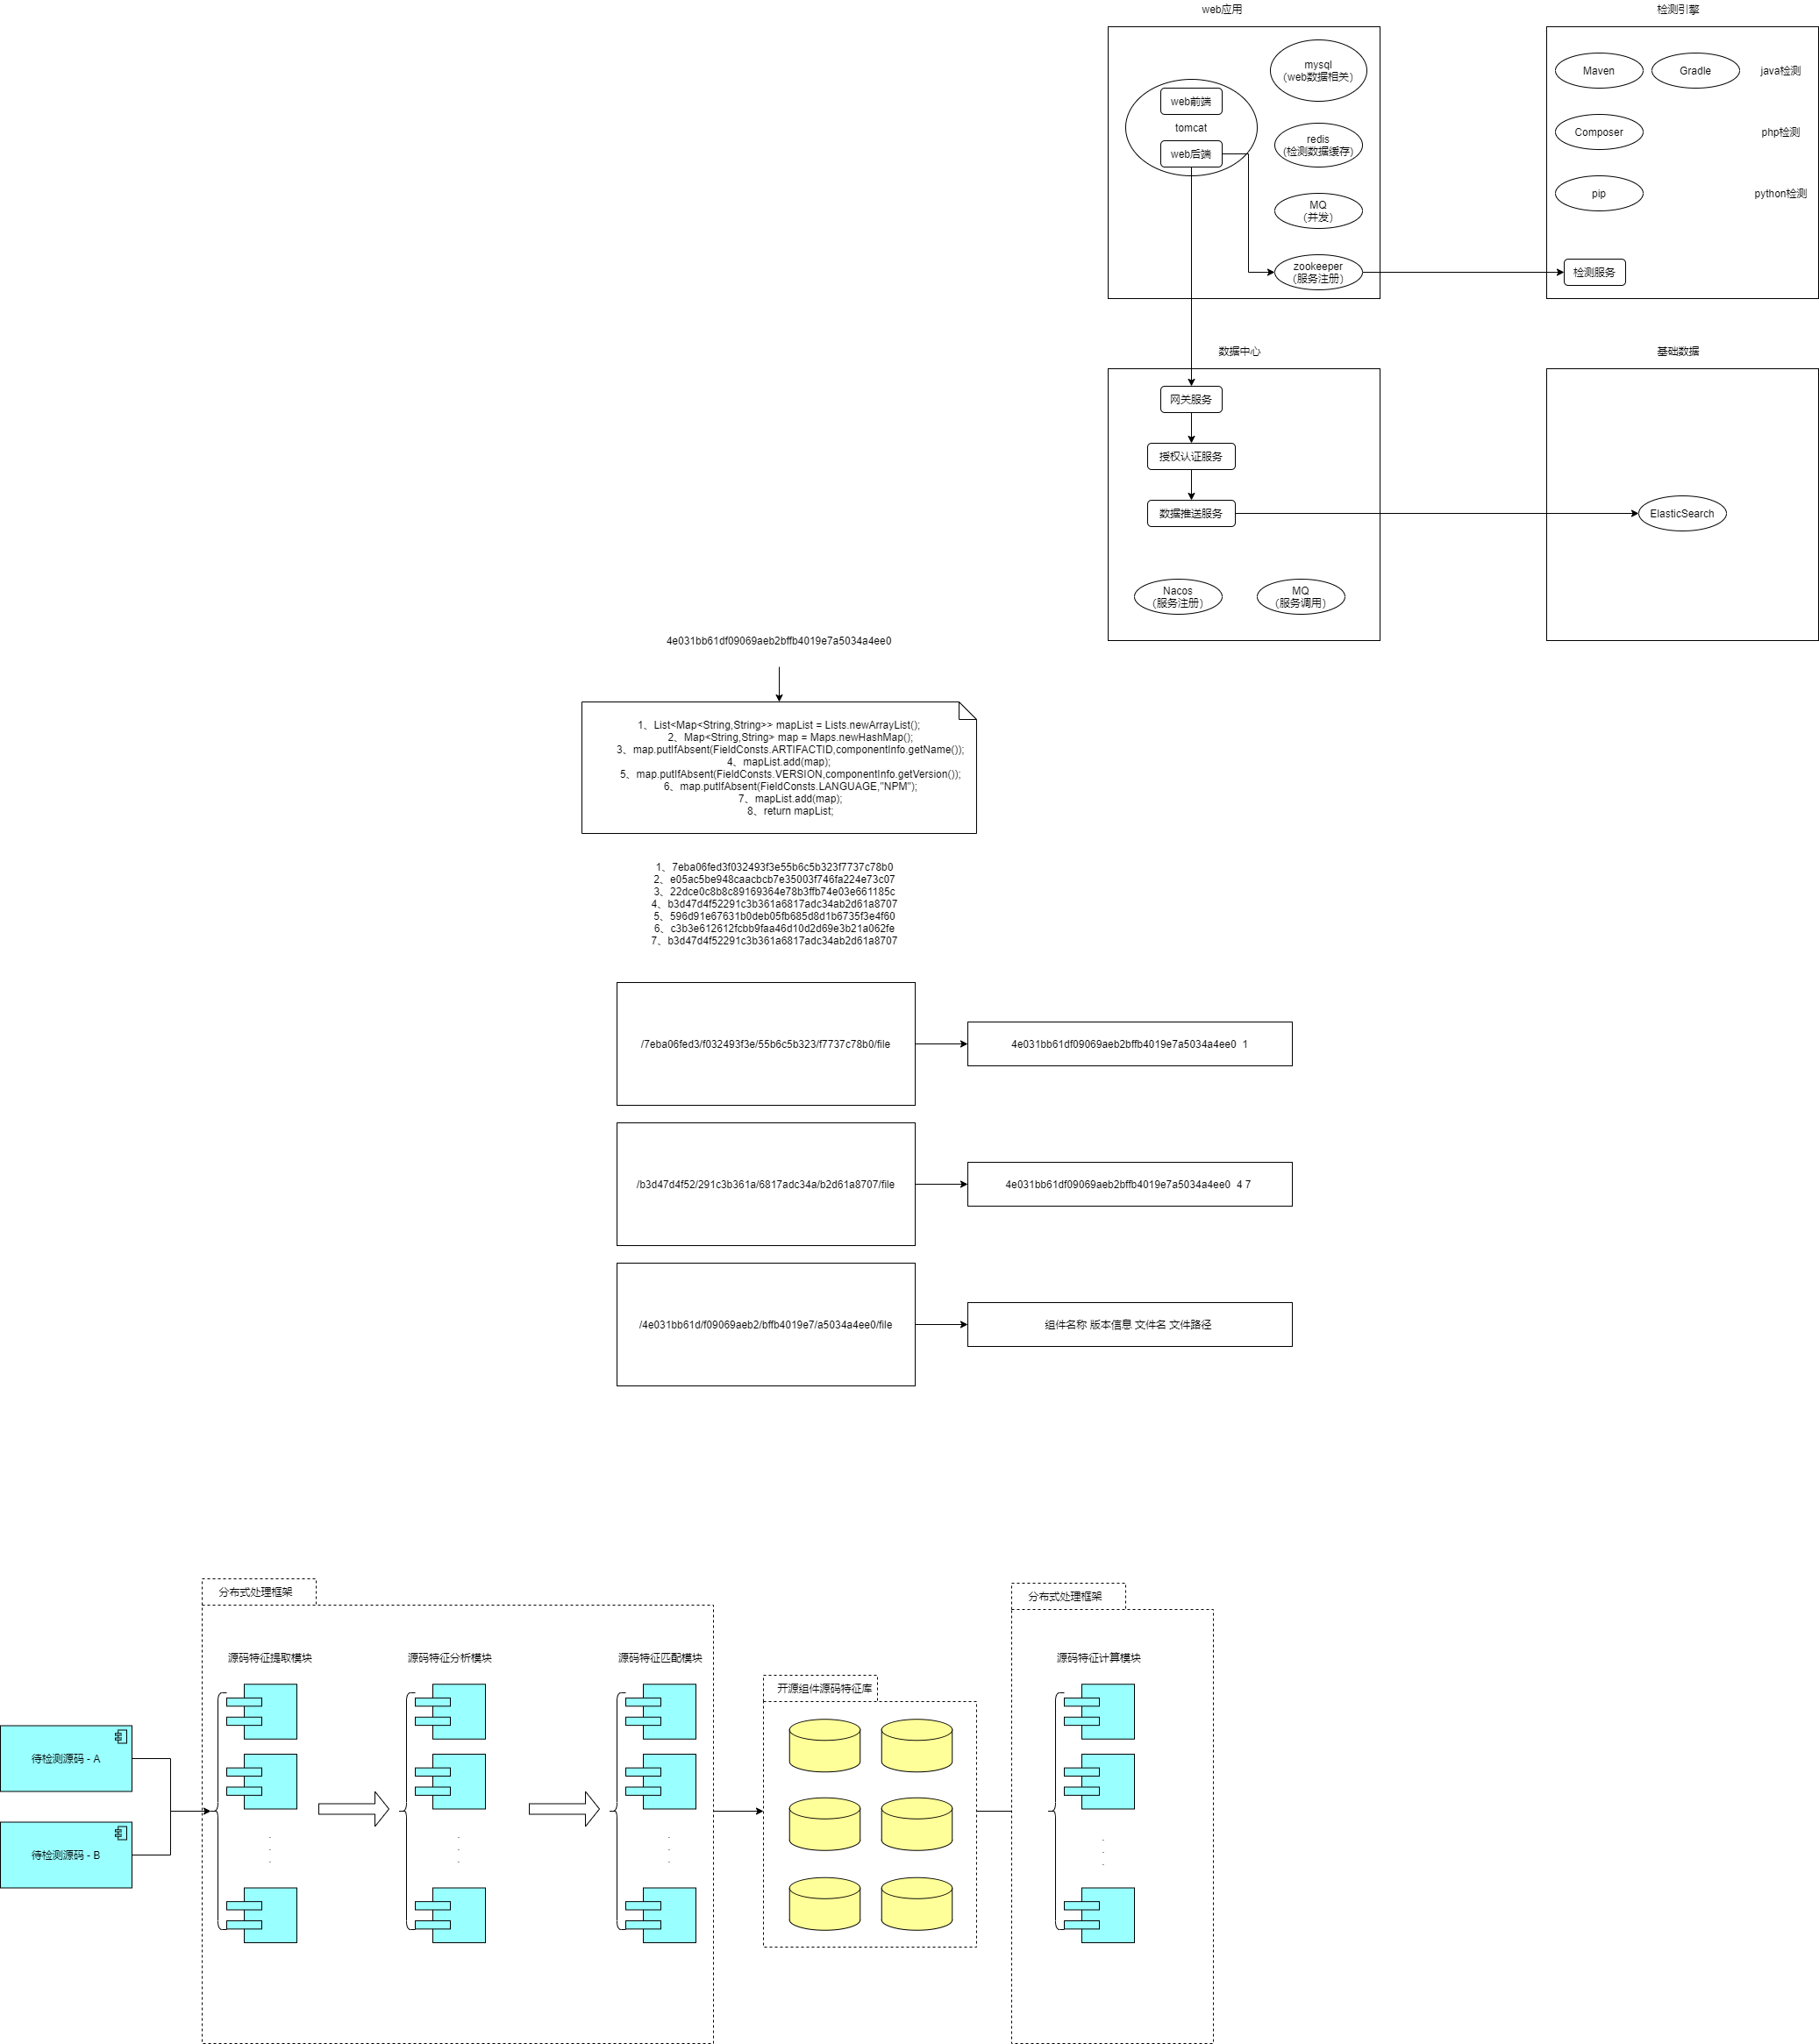 web应用
检测引擎
mysql
（web数据相关）
web前端
tomcat
web后端
redis
(检测数据缓存)
MQ
（并发）
zookeeper
（服务注册）
Maven
Gradle
java检测
Composer
php检测
pip
python检测
检测服务
数据中心
基础数据
网关服务
授权认证服务
数据推送服务
ElasticSearch
Nacos
（服务注册）
MQ
（服务调用）
4e031bb61df09069aeb2bffb4019e7a5034a4ee0
1、List<Map<String,String>> mapList = Lists.newArrayList();
2、Map<String,String> map = Maps.newHashMap();
3、map.putIfAbsent(FieldConsts.ARTIFACTID,componentInfo.getName());
4、mapList.add(map);
5、map.putIfAbsent(FieldConsts.VERSION,componentInfo.getVersion());
6、map.putIfAbsent(FieldConsts.LANGUAGE,"NPM");
7、mapList.add(map);
8、return mapList;
1、7eba06fed3f032493f3e55b6c5b323f7737c78b0
2、e05ac5be948caacbcb7e35003f746fa224e73c07
3、22dce0c8b8c89169364e78b3ffb74e03e661185c
4、b3d47d4f52291c3b361a6817adc34ab2d61a8707
5、596d91e67631b0deb05fb685d8d1b6735f3e4f60
6、c3b3e612612fcbb9faa46d10d2d69e3b21a062fe
7、b3d47d4f52291c3b361a6817adc34ab2d61a8707
/7eba06fed3/f032493f3e/55b6c5b323/f7737c78b0/file
4e031bb61df09069aeb2bffb4019e7a5034a4ee0 1
/b3d47d4f52/291c3b361a/6817adc34a/b2d61a8707/file
4e031bb61df09069aeb2bffb4019e7a5034a4ee0 4 7
/4e031bb61d/f09069aeb2/bffb4019e7/a5034a4ee0/file
组件名称 版本信息 文件名 文件路径
分布式处理框架
分布式处理框架
源码特征提取模块
源码特征分析模块
源码特征匹配模块
源码特征计算模块
开源组件源码特征库
待检测源码 - A
待检测源码 - B